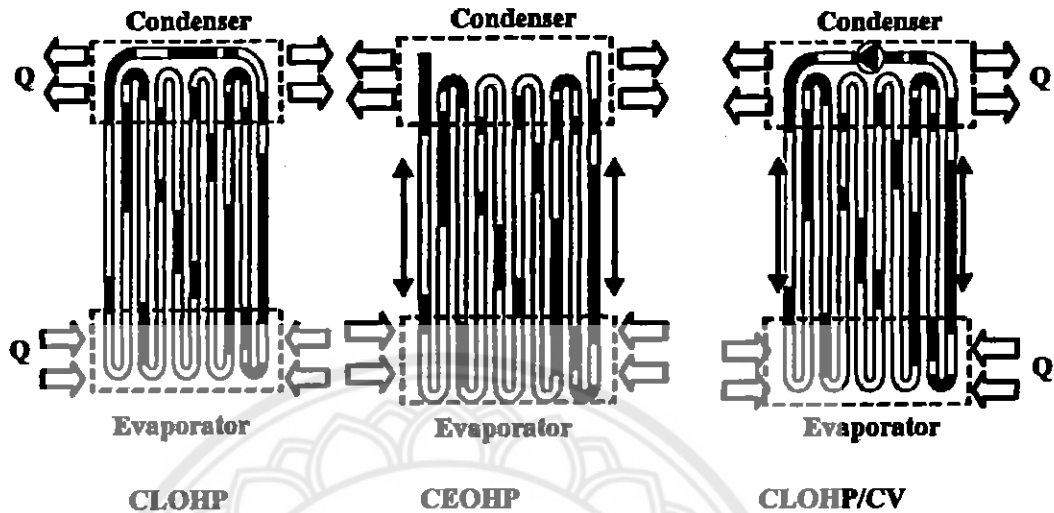 Condenser Condenser Condenser
Q Q
Q Q
Evaporator Evaporator Evaporator
CLOHP CEOHP CLOHP/CV